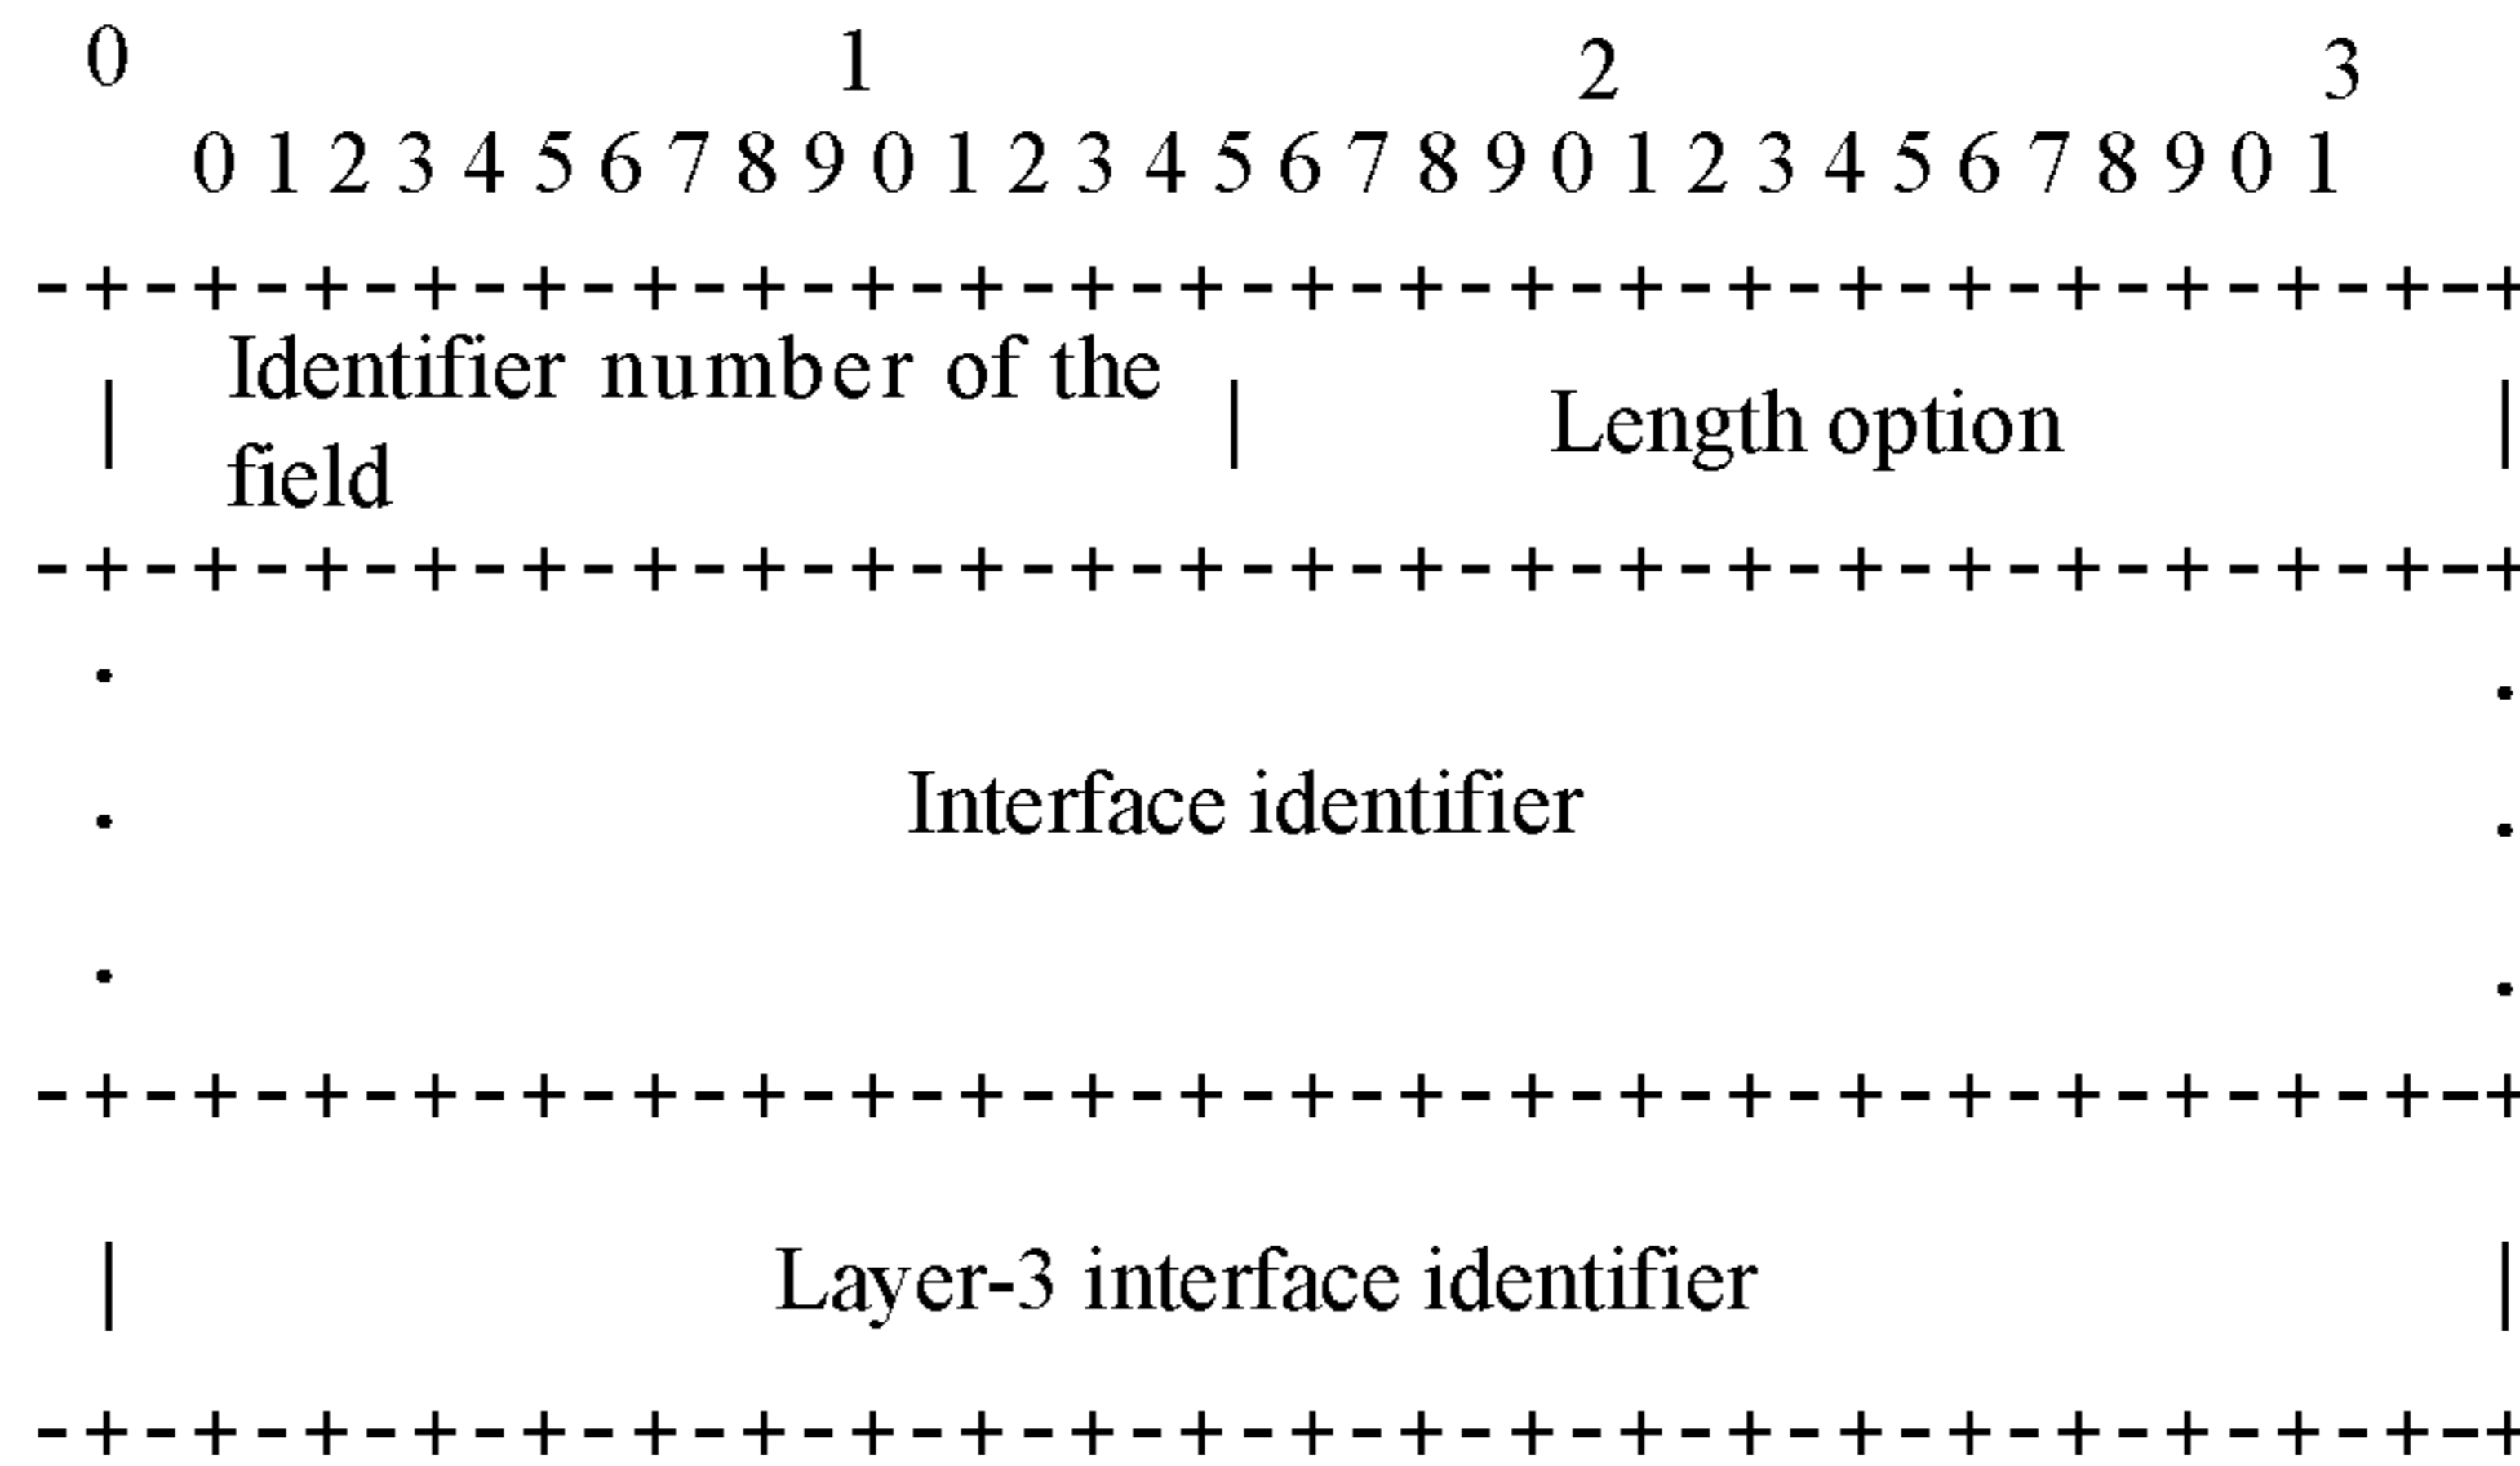 0 1 2 3
0 1 2 3 4 5 6 7 8 9 0 1 2 3 4 5 6 7 8 9 0 1 2 3 4 5 6 7 8 9 0 1
-+-+-+-+-+-+-+-+-+-+-+-+-+-+-+-+-+-+-+-+-+-+-+
| Identifier number of the
field | Length option |
-+-+-+-+-+-+-+-+-+-+-+-+-+-+-+-+-+-+-+-+-+-+-+
. .
. Interface identifier .
. .
-+-+-+-+-+-+-+-+-+-+-+-+-+-+-+-+-+-+-+-+-+-+-+
| Layer-3 interface identifier |
-+-+-+-+-+-+-+-+-+-+-+-+-+-+-+-+-+-+-+-+-+-+-+